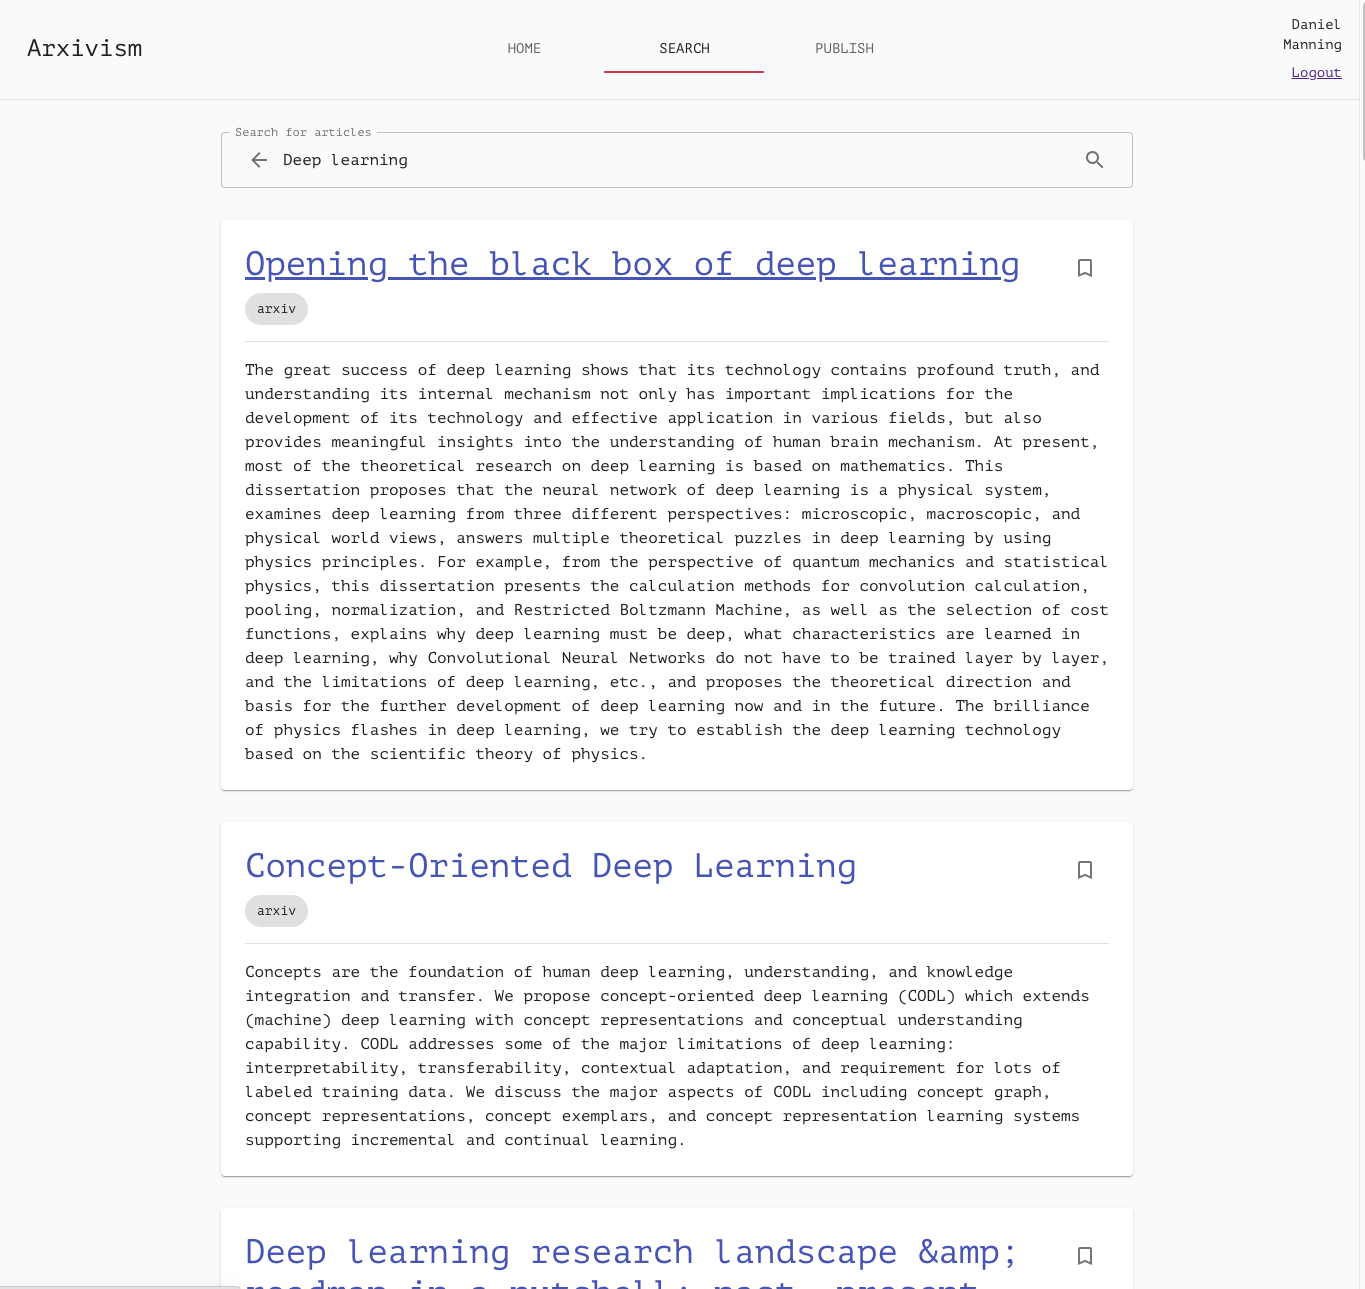 Arxivism
HOME
SEARCH
PUBLISH
Daniel
Manning
Logout
Search for articles
Deep learning
Opening the black box of deep learning
arxiv
The great success of deep learning shows that its technology contains profound truth, and
understanding its internal mechanism not only has important implications for the
development of its technology and effective application in various fields, but also
provides meaningful insights into the understanding of human brain mechanism. At present,
most of the theoretical research on deep learning is based on mathematics. This
dissertation proposes that the neural network of deep learning is a physical system,
examines deep learning from three different perspectives: microscopic, macroscopic, and
physical world views, answers multiple theoretical puzzles in deep learning by using
physics principles. For example, from the perspective of quantum mechanics and statistical
physics, this dissertation presents the calculation methods for convolution calculation,
pooling, normalization, and Restricted Boltzmann Machine, as well as the selection of cost
functions, explains why deep learning must be deep, what characteristics are learned in
deep learning, why Convolutional Neural Networks do not have to be trained layer by layer,
and the limitations of deep learning, etc., and proposes the theoretical direction and
basis for the further development of deep learning now and in the future. The brilliance
of physics flashes in deep learning, we try to establish the deep learning technology
based on the scientific theory of physics.
Concept-Oriented Deep Learning
arxiv
Concepts are the foundation of human deep learning, understanding, and knowledge
integration and transfer. We propose concept-oriented deep learning (CODL) which extends
(machine) deep learning with concept representations and conceptual understanding
capability. CODL addresses some of the major limitations of deep learning:
interpretability, transferability, contextual adaptation, and requirement for lots of
labeled training data. We discuss the major aspects of CODL including concept graph,
concept representations, concept exemplars, and concept representation learning systems
supporting incremental and continual learning.
Deep learning research landscape &amp;
roadmap in a nutshell: past, present